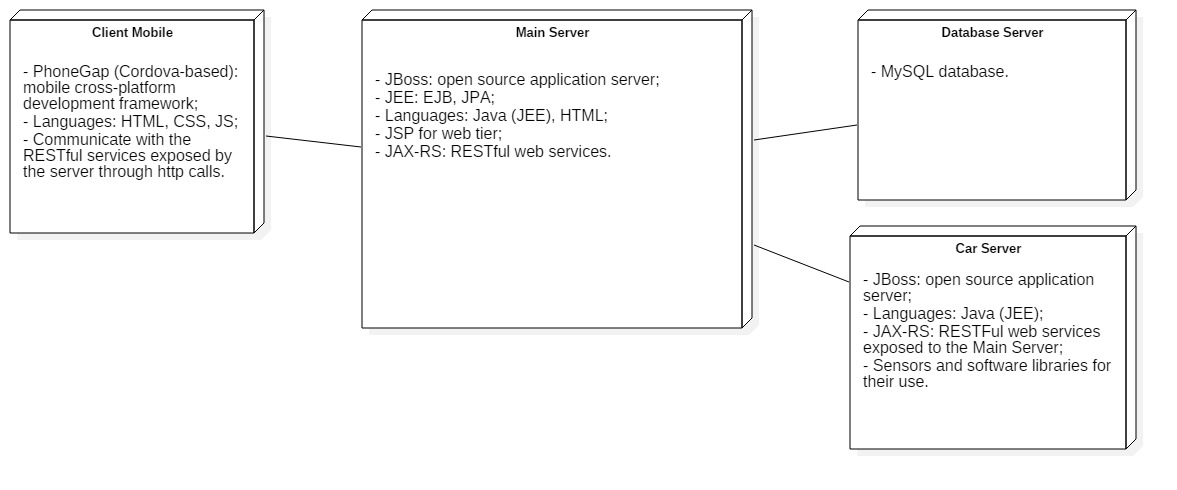 Client Mobile
- PhoneGap (Cordova-based):
mobile cross-platform
development framework;
- Languages: HTML, CSS, JS;
- Communicate with the
RESTful services exposed by
the server through http calls.
Main Server
- JBoss: open source application server;
- JEE: EJB, JPA;
- Languages: Java (JEE), HTML;
- JSP for web tier;
- JAX-RS: RESTful web services.
Database Server
- MySQL database.
Car Server
- JBoss: open source application
server;
- Languages: Java (JEE);
- JAX-RS: RESTFul web services
exposed to the Main Server;
- Sensors and software libraries for
their use.